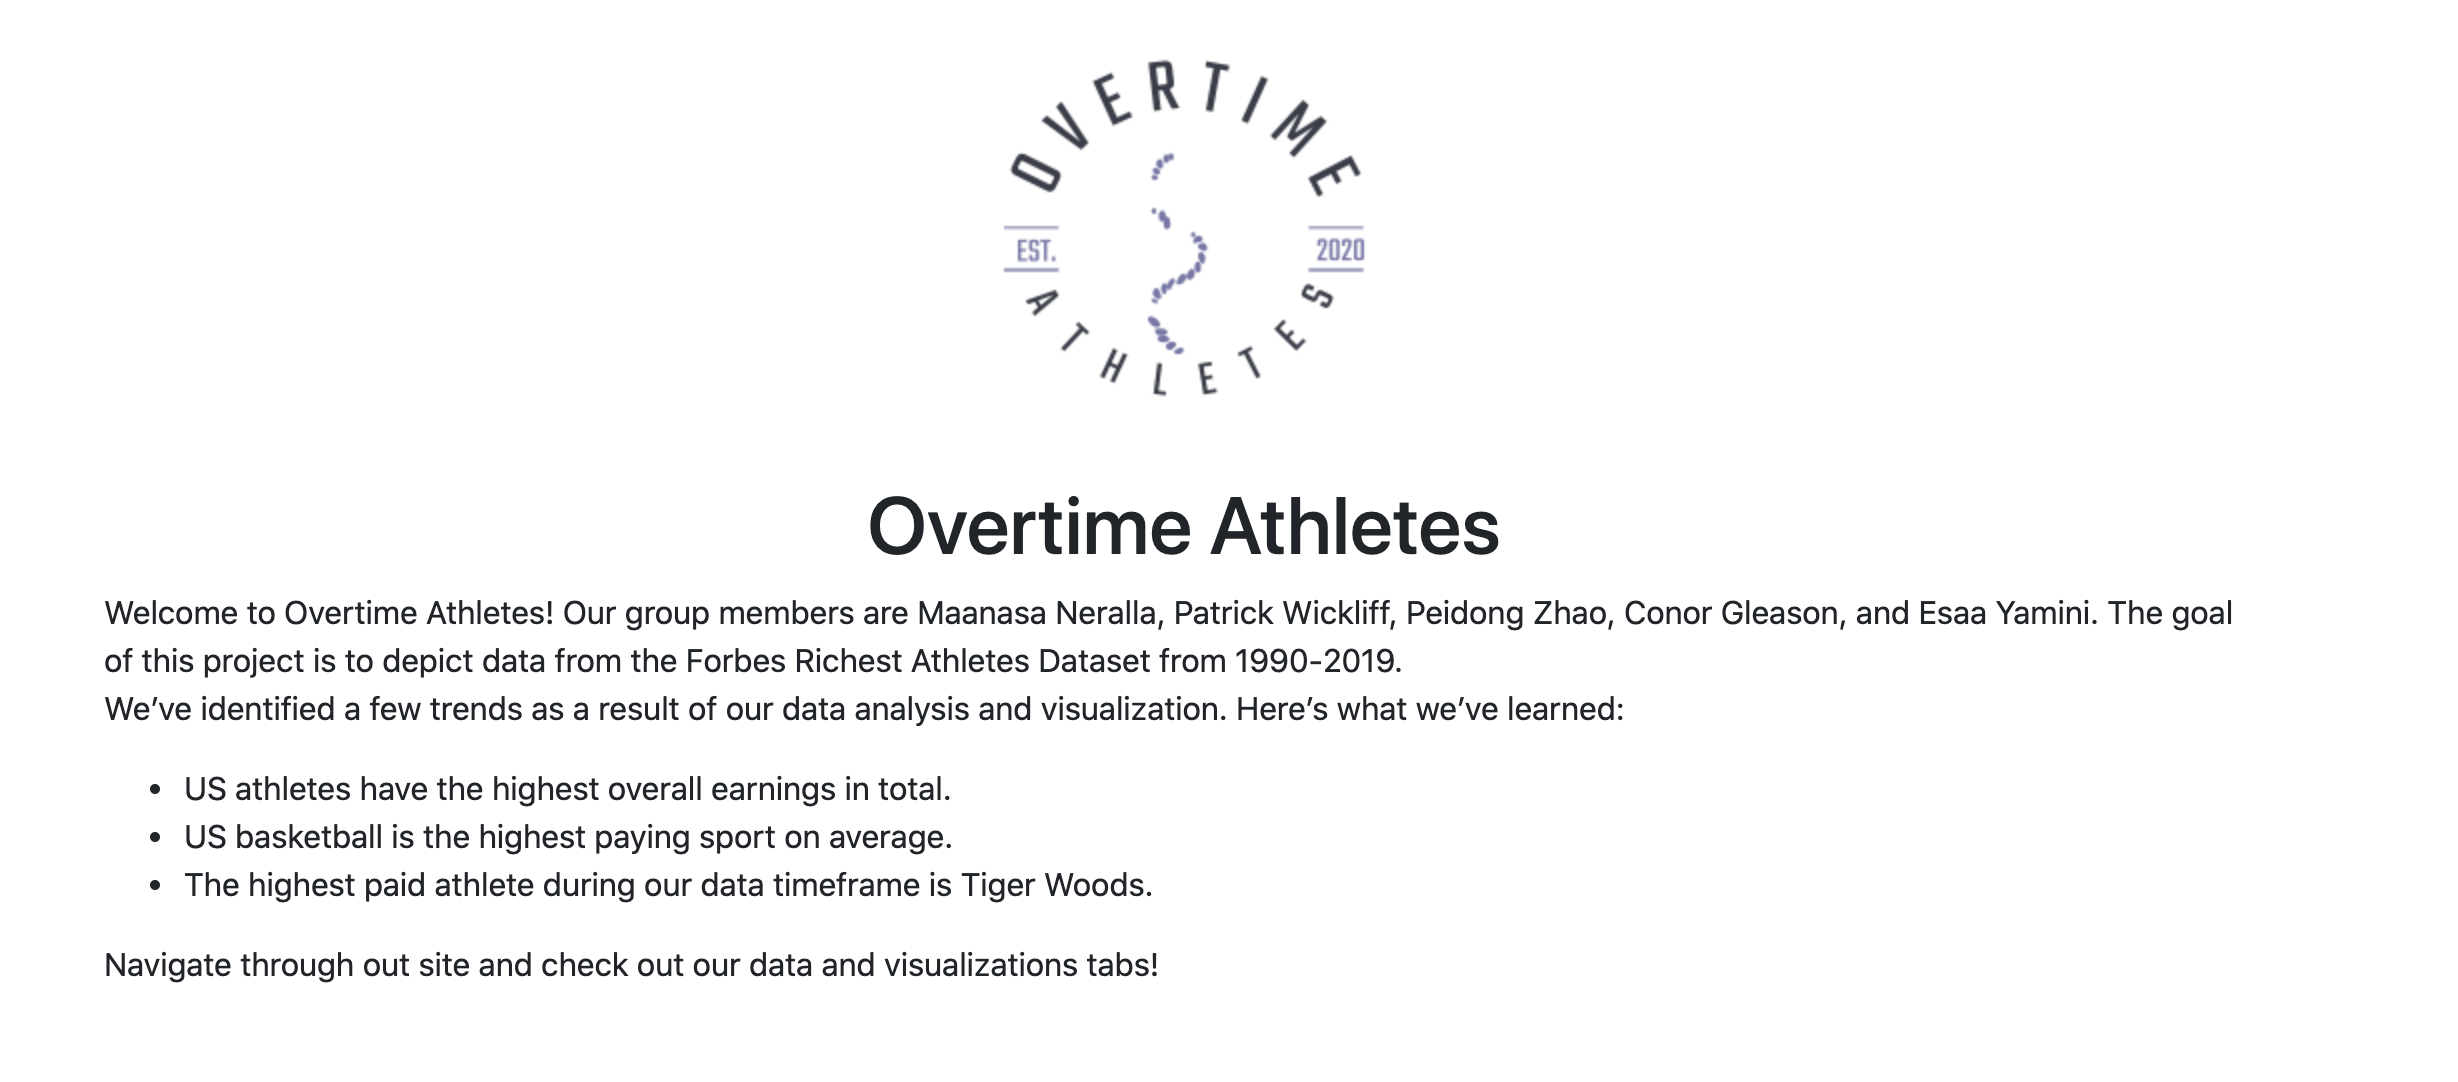 OVERTIME
EST. 2020
ATHLETES
Overtime Athletes
Welcome to Overtime Athletes! Our group members are Maanasa Neralla, Patrick Wickliff, Peidong Zhao, Conor Gleason, and Esaa Yamini. The goal
of this project is to depict data from the Forbes Richest Athletes Dataset from 1990-2019.
We’ve identified a few trends as a result of our data analysis and visualization. Here’s what we’ve learned:
• US athletes have the highest overall earnings in total.
• US basketball is the highest paying sport on average.
• The highest paid athlete during our data timeframe is Tiger Woods.
Navigate through out site and check out our data and visualizations tabs!